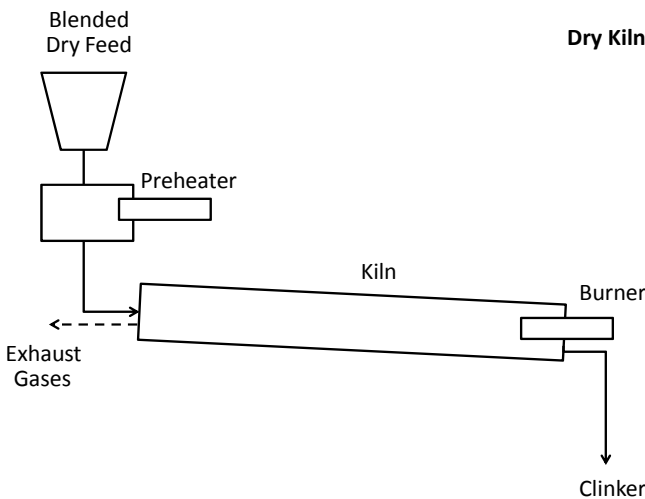 Blended
Dry Feed
Dry Kiln
Preheater
Kiln
Burner
Exhaust
Gases
Clinker